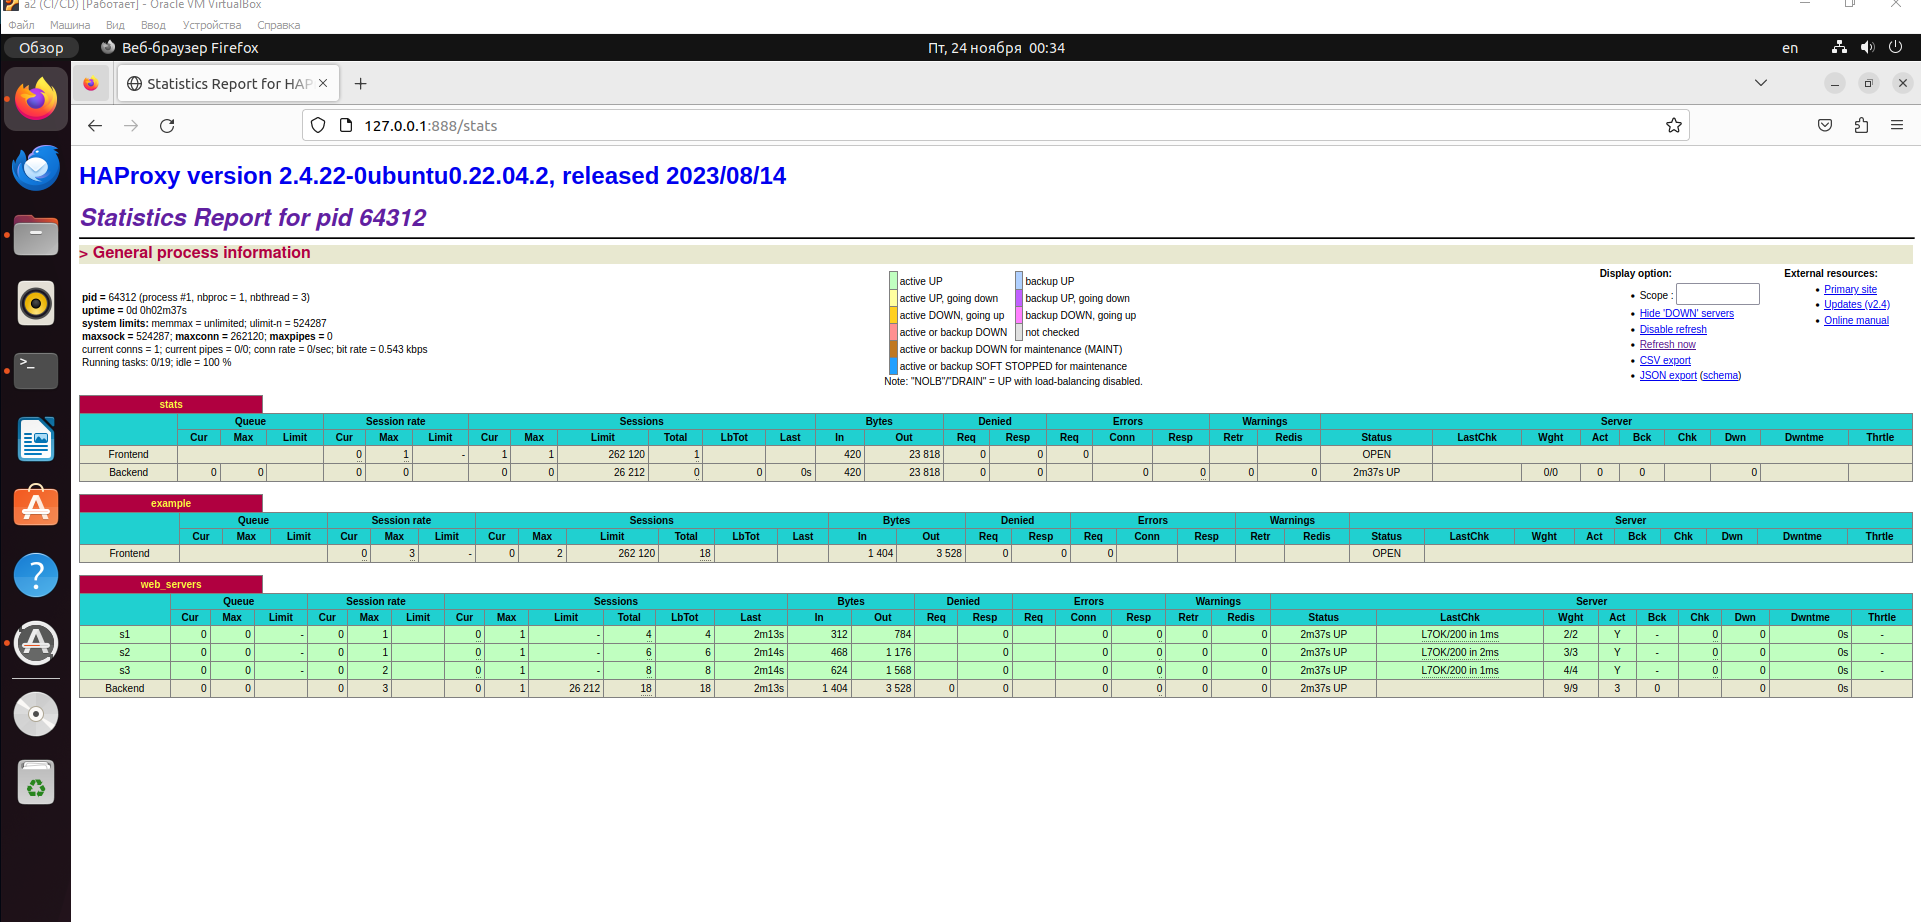 a2 (CI/CD) [Работает] - Oracle VM VirtualBox
Файл Машина Вид Ввод Устройства Справка
Обзор Веб-браузер Firefox Пт, 24 ноября 00:34 en
Statistics Report for HAP
127.0.0.1:888/stats
HAProxy version 2.4.22-0ubuntu0.22.04.2, released 2023/08/14
Statistics Report for pid 64312
> General process information
pid = 64312 (process #1, nbproc = 1, nbthread = 3)
uptime = 0d 0h02m37s
system limits: memmax = unlimited; ulimit-n = 524287
maxsock = 524287; maxconn = 262120; maxpipes = 0
current conns = 1; current pipes = 0/0; conn rate = 0/sec; bit rate = 0.543 kbps
Running tasks: 0/19; idle = 100 %
active UP backup UP
active UP, going down backup UP, going down
active DOWN, going up backup DOWN, going up
active or backup DOWN not checked
active or backup DOWN for maintenance (MAINT)
active or backup SOFT STOPPED for maintenance
Note: "NOLB"/"DRAIN" = UP with load-balancing disabled.
Display option:
Scope :
Hide 'DOWN' servers
Disable refresh
Refresh now
CSV export
JSON export (schema)
External resources:
Primary site
Updates (v2.4)
Online manual
stats
Queue Session rate Sessions Bytes Denied Errors Warnings Server
Cur Max Limit Cur Max Limit Cur Max Limit Total LbTot Last In Out Req Resp Req Conn Resp Retr Redis Status LastChk Wght Act Bck Chk Dwn Dwntme Thrtle
Frontend 0 1 - 1 1 262 120 1 420 23 818 0 0 0 OPEN
Backend 0 0 0 0 0 0 26 212 0 0 0s 420 23 818 0 0 0 0 0 0 2m37s UP 0/0 0 0 0
example
Queue Session rate Sessions Bytes Denied Errors Warnings Server
Cur Max Limit Cur Max Limit Cur Max Limit Total LbTot Last In Out Req Resp Req Conn Resp Retr Redis Status LastChk Wght Act Bck Chk Dwn Dwntme Thrtle
Frontend 0 3 - 0 2 262 120 18 1 404 3 528 0 0 0 OPEN
web_servers
Queue Session rate Sessions Bytes Denied Errors Warnings Server
Cur Max Limit Cur Max Limit Cur Max Limit Total LbTot Last In Out Req Resp Req Conn Resp Retr Redis Status LastChk Wght Act Bck Chk Dwn Dwntme Thrtle
s1 0 0 - 0 1 0 1 - 4 4 2m13s 312 784 0 0 0 0 0 2m37s UP L7OK/200 in 1ms 2/2 Y - 0 0 0s -
s2 0 0 - 0 1 0 1 - 6 6 2m14s 468 1 176 0 0 0 0 0 2m37s UP L7OK/200 in 2ms 3/3 Y - 0 0 0s -
s3 0 0 - 0 2 0 1 - 8 8 2m14s 624 1 568 0 0 0 0 0 2m37s UP L7OK/200 in 1ms 4/4 Y - 0 0 0s -
Backend 0 0 0 3 0 1 26 212 18 18 2m13s 1 404 3 528 0 0 0 0 0 0 2m37s UP 9/9 3 0 0 0s